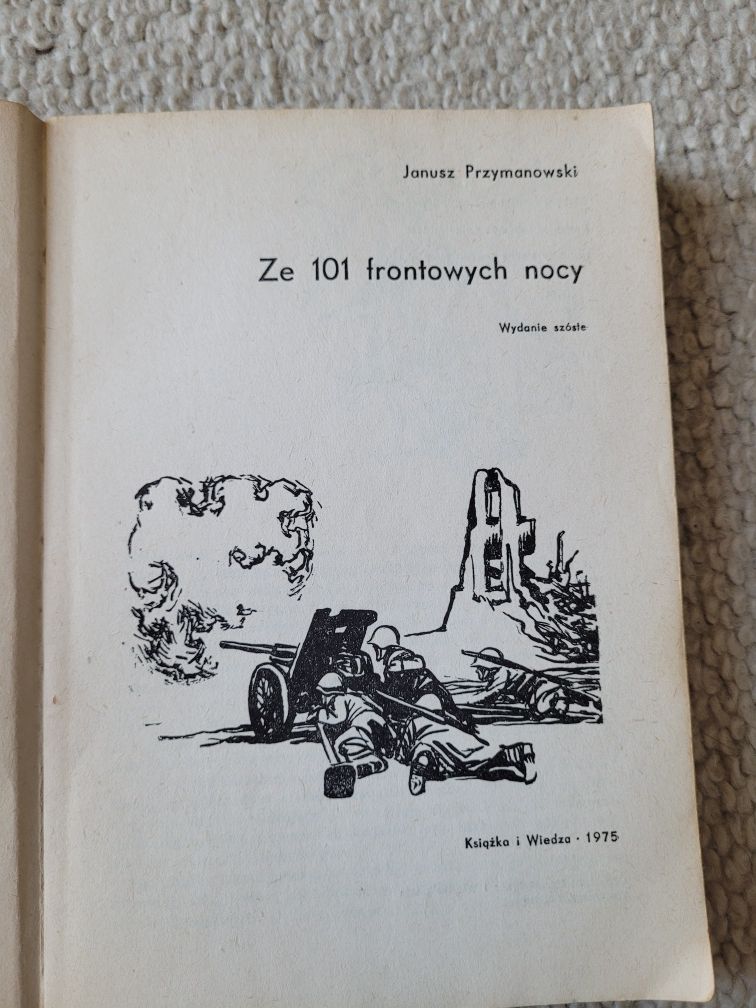 Janusz Przymanowski
Ze 101 frontowych nocy
Wydanie szóste
Książka i Wiedza · 1975